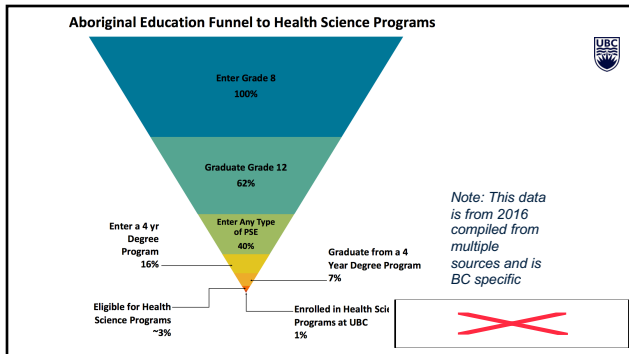 Aboriginal Education Funnel to Health Science Programs
UBC
Enter Grade 8
100%
Graduate Grade 12
62%
Enter Any Type
of PSE
40%
Enter a 4 yr
Degree
Program
16%
Graduate from a 4
Year Degree Program
7%
Eligible for Health
Science Programs
~3%
Enrolled in Health Sci
Programs at UBC
1%
Note: This data
is from 2016
compiled from
multiple
sources and is
BC specific